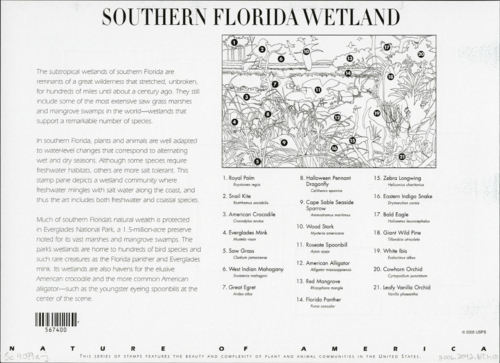 SOUTHERN FLORIDA WETLAND
The subtropical wetlands of southern Florida are
remnants of a great wilderness that stretched, unbroken,
for hundreds of miles until about a century ago. They still
include some of the most extensive saw grass marshes
and mangrove swamps in the world—wetlands that
support a remarkable number of species.
In southern Florida, plants and animals are well adapted
to water-level changes that correspond to alternating
wet and dry seasons. Although some species require
freshwater habitats, others are more salt tolerant. This
stamp pane depicts a wetland community where
freshwater mingles with salt water along the coast, and
thus the art includes both freshwater and coastal species.
Much of southern Florida's natural wealth is protected
in Everglades National Park, a 1.5-million-acre preserve
noted for its vast marshes and mangrove swamps. The
park's wetlands are home to hundreds of bird species and
such rare creatures as the Florida panther and Everglades
mink. Its wetlands are also havens for the elusive
American crocodile and the more common American
alligator—such as the youngster eyeing spoonbills at the
center of the scene.
1. Royal Palm
Roystonea regia
2. Snail Kite
Rostrhamus sociabilis
3. American Crocodile
Crocodylus acutus
4. Everglades Mink
Mustela vison
5. Saw Grass
Cladium jamaicense
6. West Indian Mahogany
Swietenia mahagoni
7. Great Egret
Ardea alba
8. Halloween Pennant
Dragonfly
Celithemis eponina
9. Cape Sable Seaside
Sparrow
Ammodramus maritimus
10. Wood Stork
Mycteria americana
11. Roseate Spoonbill
Ajaia ajaja
12. American Alligator
Alligator mississippiensis
13. Red Mangrove
Rhizophora mangle
14. Florida Panther
Puma concolor
15. Zebra Longwing
Heliconius charitonius
16. Eastern Indigo Snake
Drymarchon corais
17. Bald Eagle
Haliaeetus leucocephalus
18. Giant Wild Pine
Tillandsia utriculata
19. White Ibis
Eudocimus albus
20. Cowhorn Orchid
Cyrtopodium punctatum
21. Leafy Vanilla Orchid
Vanilla phaeantha
567400
© 2005 USPS
NATURE OF AMERICA
THIS SERIES OF STAMPS FEATURES THE BEAUTY AND COMPLEXITY OF PLANT AND ANIMAL COMMUNITIES IN THE UNITED STATES.